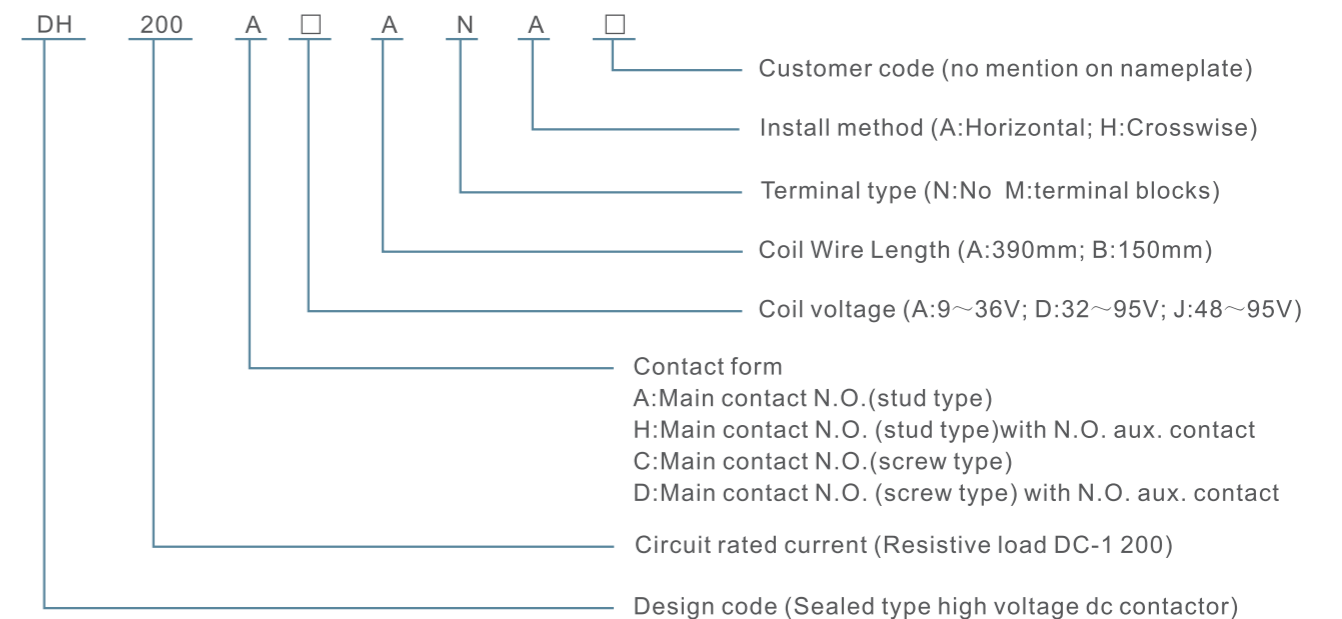 DH 200 A □ A N A □
Customer code (no mention on nameplate)
Install method (A:Horizontal; H:Crosswise)
Terminal type (N:No M:terminal blocks)
Coil Wire Length (A:390mm; B:150mm)
Coil voltage (A:9～36V; D:32～95V; J:48～95V)
Contact form
A:Main contact N.O.(stud type)
H:Main contact N.O. (stud type)with N.O. aux. contact
C:Main contact N.O.(screw type)
D:Main contact N.O. (screw type) with N.O. aux. contact
Circuit rated current (Resistive load DC-1 200)
Design code (Sealed type high voltage dc contactor)